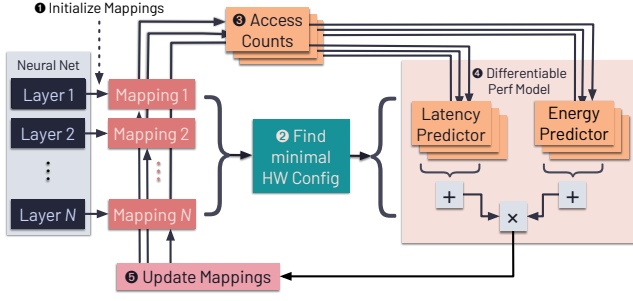 ❶ Initialize Mappings
❸ Access
Counts
Neural Net
Layer 1
Mapping 1
Layer 2
Mapping 2
Layer N
Mapping N
❷ Find
minimal
HW Config
❹ Differentiable
Perf Model
Latency
Predictor
Energy
Predictor
+
+
×
❺ Update Mappings